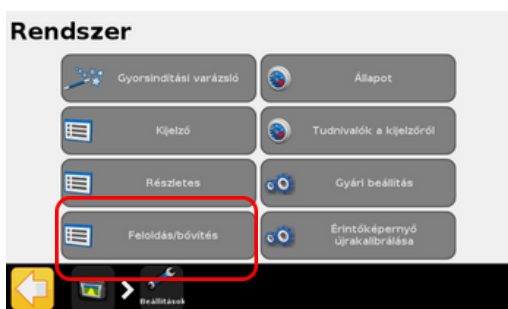 Rendszer
Gyorsindítási varázsló
Állapot
Kijelző
Tudnivalók a kijelzőről
Részletes
Gyári beállítás
Feloldás/bővítés
Érintőképernyő
újrakalibrálása
Beállítások